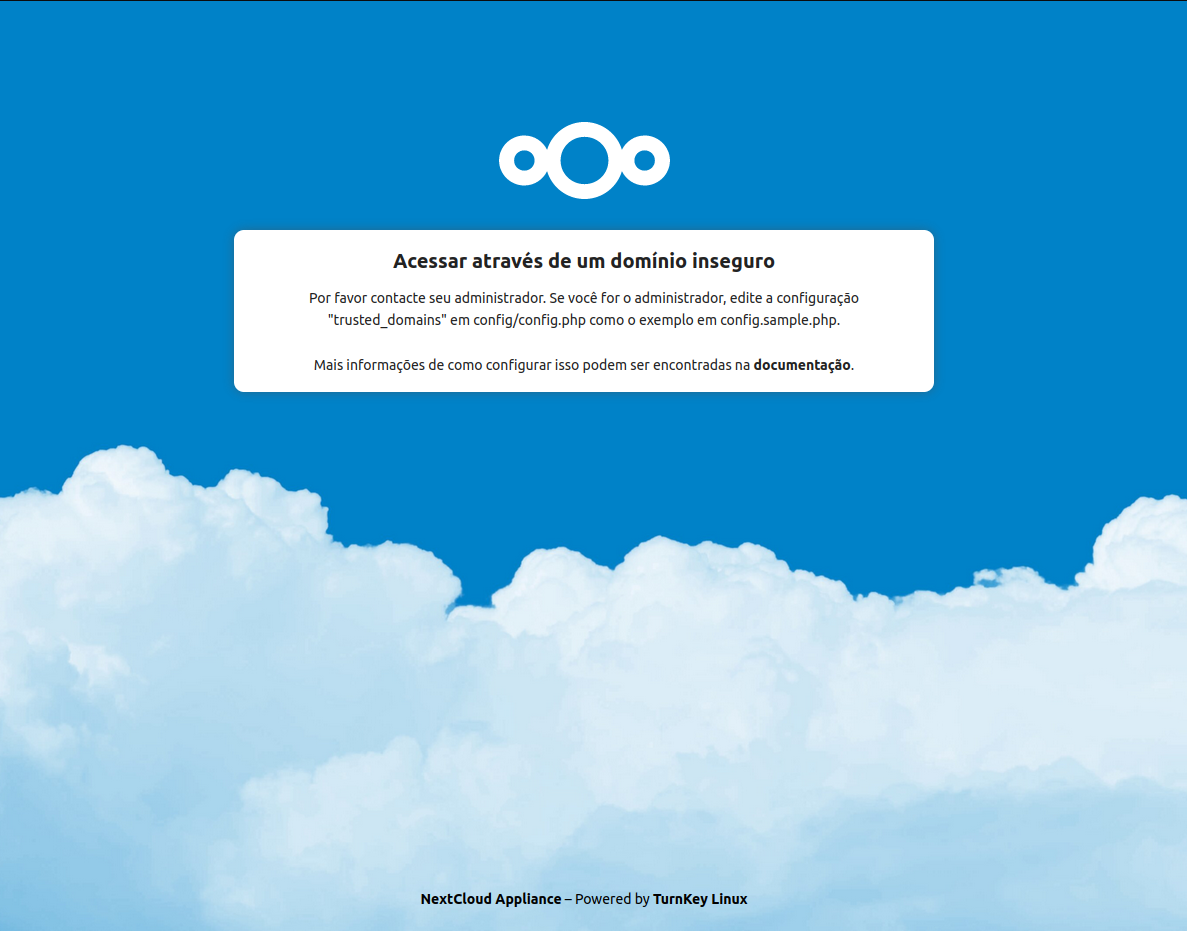 Acessar através de um domínio inseguro
Por favor contacte seu administrador. Se você for o administrador, edite a configuração
"trusted_domains" em config/config.php como o exemplo em config.sample.php.
Mais informações de como configurar isso podem ser encontradas na documentação.
NextCloud Appliance – Powered by TurnKey Linux